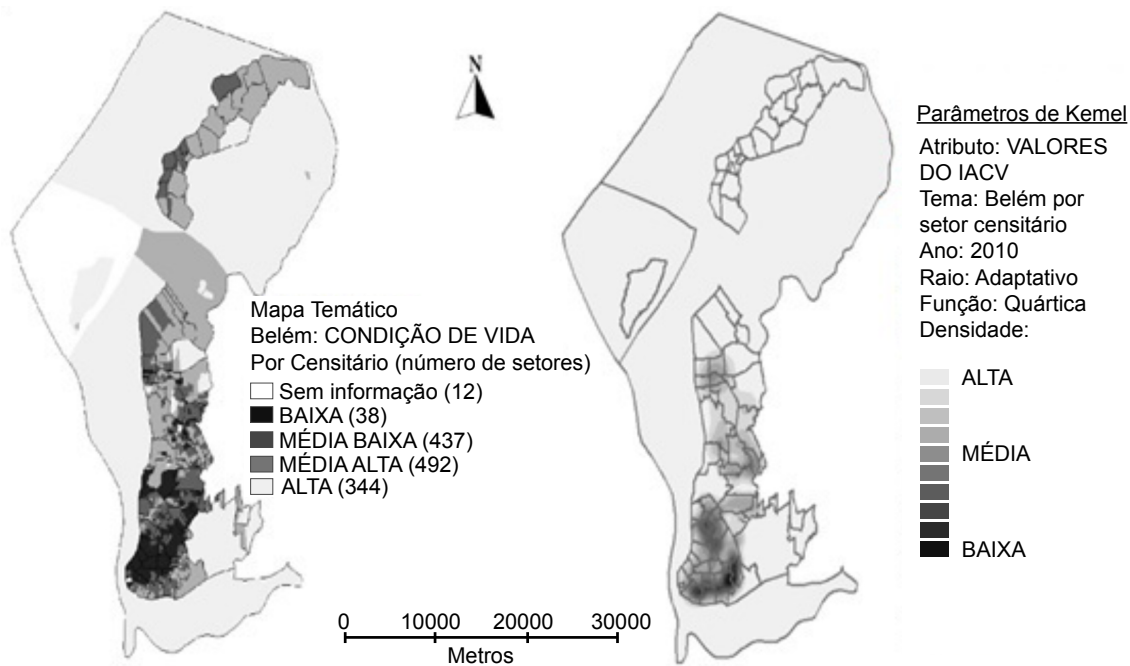 N
Mapa Temático
Belém: CONDIÇÃO DE VIDA
Por Censitário (número de setores)
Sem informação (12)
BAIXA (38)
MÉDIA BAIXA (437)
MÉDIA ALTA (492)
ALTA (344)
0 10000 20000 30000
Metros
Parâmetros de Kemel
Atributo: VALORES
DO IACV
Tema: Belém por
setor censitário
Ano: 2010
Raio: Adaptativo
Função: Quártica
Densidade:
ALTA
MÉDIA
BAIXA